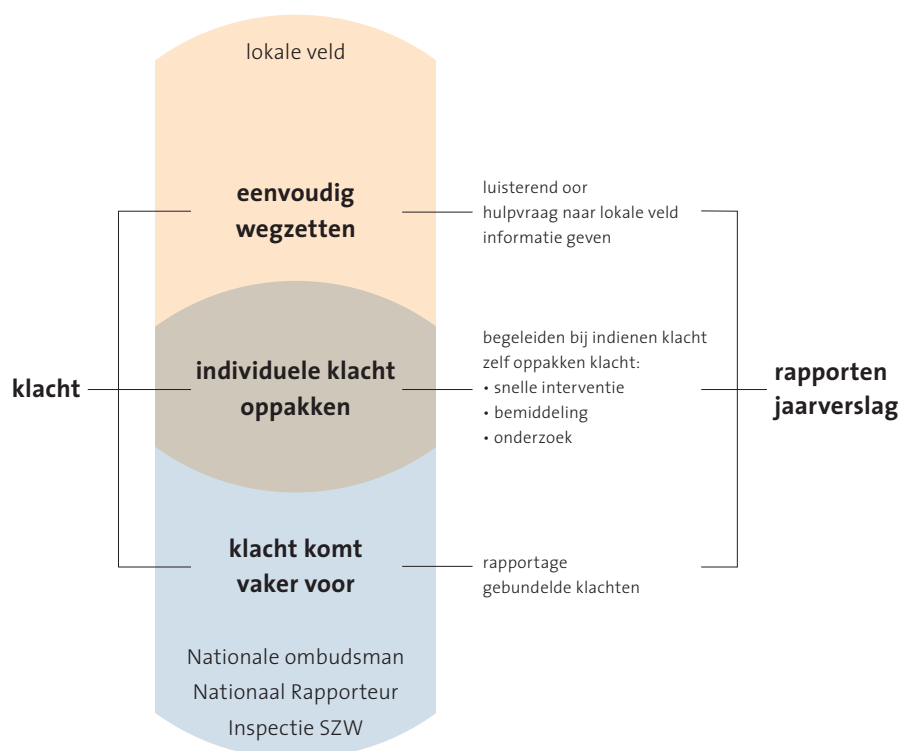 lokale veld
klacht
eenvoudig
wegzetten
luisterend oor
hulpvraag naar lokale veld
informatie geven
individuele klacht
oppakken
begeleiden bij indienen klacht
zelf oppakken klacht:
• snelle interventie
• bemiddeling
• onderzoek
klacht komt
vaker voor
rapportage
gebundelde klachten
rapporten
jaarverslag
Nationale ombudsman
Nationaal Rapporteur
Inspectie SZW